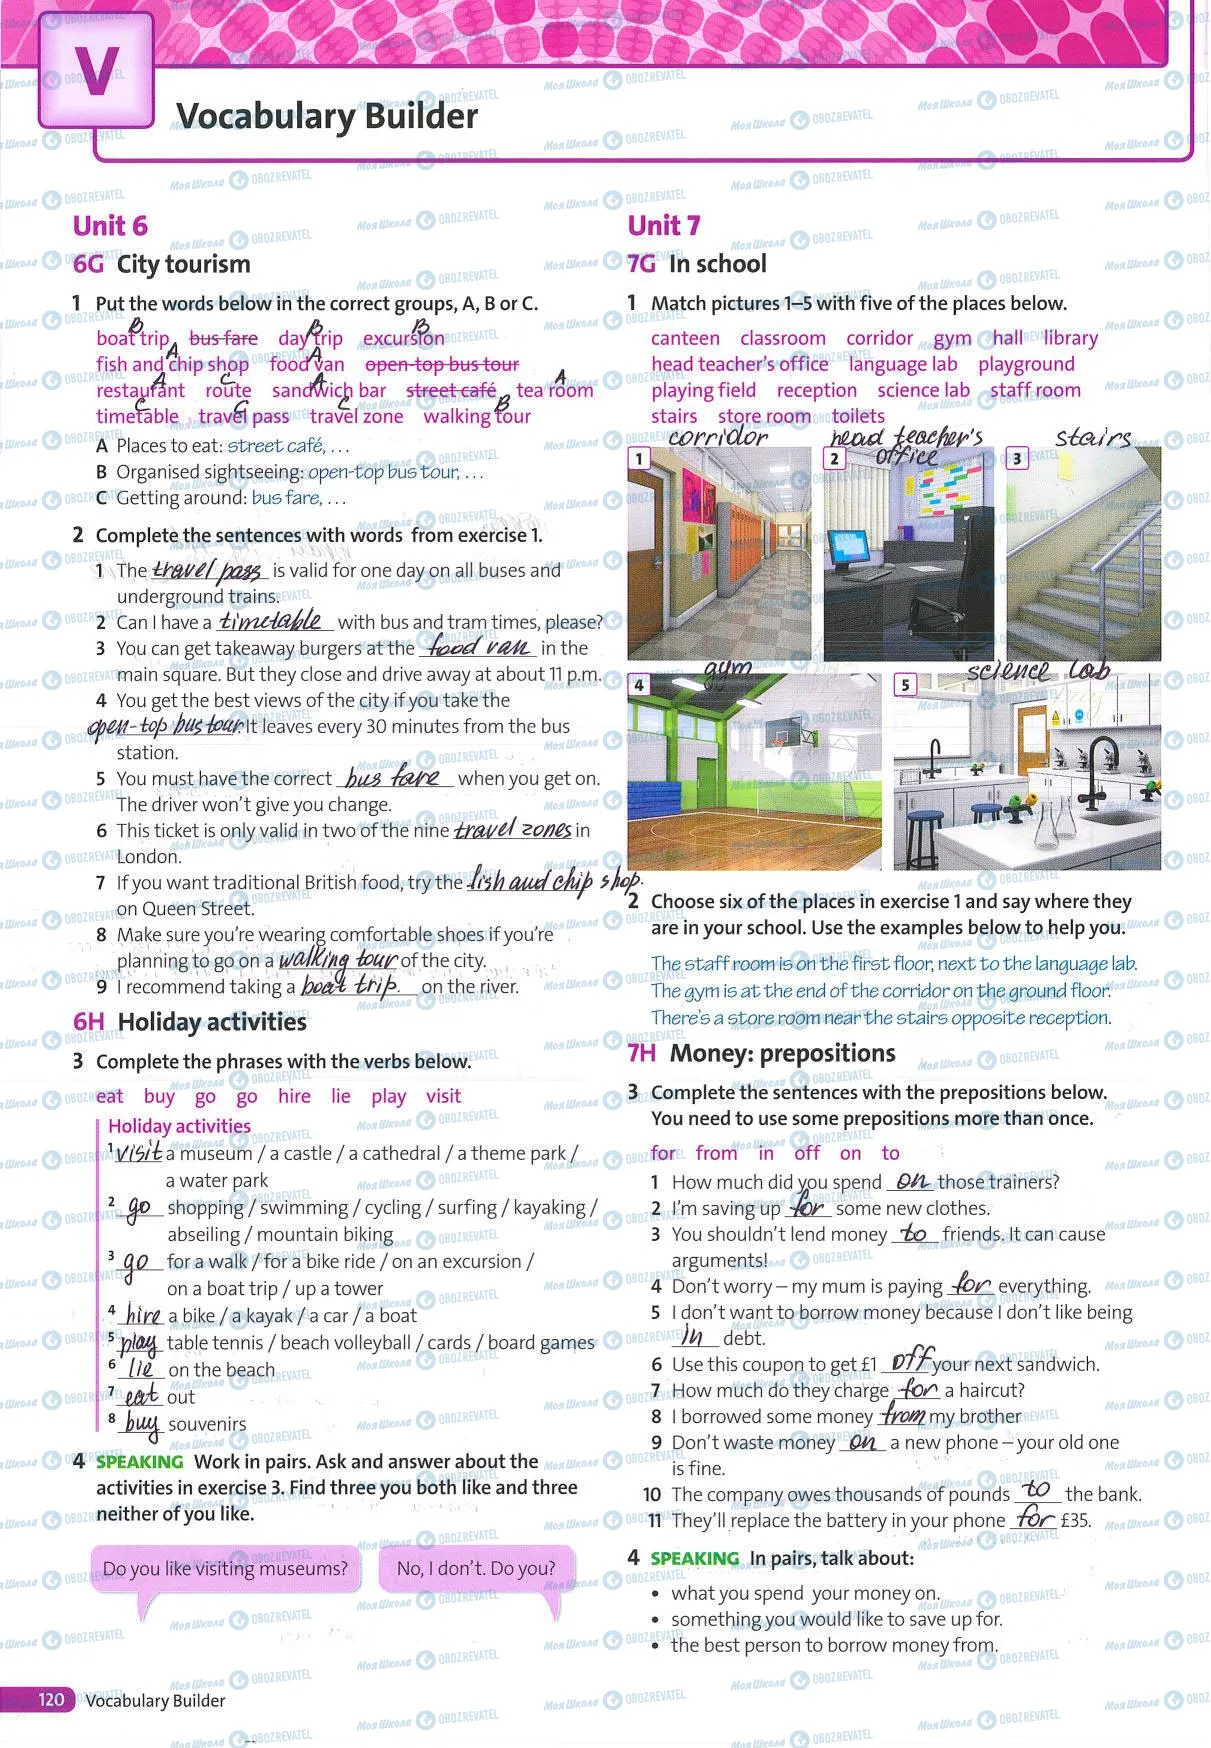 V
Vocabulary Builder
Unit 6
6G City tourism
1 Put the words below in the correct groups, A, B or C.
B B B
boat trip bus fare day trip excursion
A A
fish and chip shop food van open-top bus tour
A C A A
restaurant route sandwich bar street café tea room
C C C B
timetable travel pass travel zone walking tour
A Places to eat: street café, ...
B Organised sightseeing: open-top bus tour, ...
C Getting around: bus fare, ...
2 Complete the sentences with words from exercise 1.
1 The travel pass is valid for one day on all buses and
underground trains.
2 Can I have a timetable with bus and tram times, please?
3 You can get takeaway burgers at the food van in the
main square. But they close and drive away at about 11 p.m.
4 You get the best views of the city if you take the
open-top bus tour. It leaves every 30 minutes from the bus
station.
5 You must have the correct bus fare when you get on.
The driver won't give you change.
6 This ticket is only valid in two of the nine travel zones in
London.
7 If you want traditional British food, try the fish and chip shop.
on Queen Street.
8 Make sure you're wearing comfortable shoes if you're
planning to go on a walking tour of the city.
9 I recommend taking a boat trip. on the river.
6H Holiday activities
3 Complete the phrases with the verbs below.
eat buy go go hire lie play visit
Holiday activities
1 visit a museum / a castle / a cathedral / a theme park /
a water park
2 go shopping / swimming / cycling / surfing / kayaking /
abseiling / mountain biking
3 go for a walk / for a bike ride / on an excursion /
on a boat trip / up a tower
4 hire a bike / a kayak / a car / a boat
5 play table tennis / beach volleyball / cards / board games
6 lie on the beach
7 eat out
8 buy souvenirs
4 SPEAKING Work in pairs. Ask and answer about the
activities in exercise 3. Find three you both like and three
neither of you like.
Do you like visiting museums?
No, I don't. Do you?
Unit 7
7G In school
1 Match pictures 1–5 with five of the places below.
canteen classroom corridor gym hall library
head teacher's office language lab playground
playing field reception science lab staff room
stairs store room toilets
corridor head teacher's stairs
1 2 office 3
gym science lab
4 5
2 Choose six of the places in exercise 1 and say where they
are in your school. Use the examples below to help you.
The staff room is on the first floor, next to the language lab.
The gym is at the end of the corridor on the ground floor.
There's a store room near the stairs opposite reception.
7H Money: prepositions
3 Complete the sentences with the prepositions below.
You need to use some prepositions more than once.
for from in off on to
1 How much did you spend on those trainers?
2 I'm saving up for some new clothes.
3 You shouldn't lend money to friends. It can cause
arguments!
4 Don't worry – my mum is paying for everything.
5 I don't want to borrow money because I don't like being
in debt.
6 Use this coupon to get £1 off your next sandwich.
7 How much do they charge for a haircut?
8 I borrowed some money from my brother
9 Don't waste money on a new phone – your old one
is fine.
10 The company owes thousands of pounds to the bank.
11 They'll replace the battery in your phone for £35.
4 SPEAKING In pairs, talk about:
• what you spend your money on.
• something you would like to save up for.
• the best person to borrow money from.
120 Vocabulary Builder
Моя Школа OBOZREVATEL